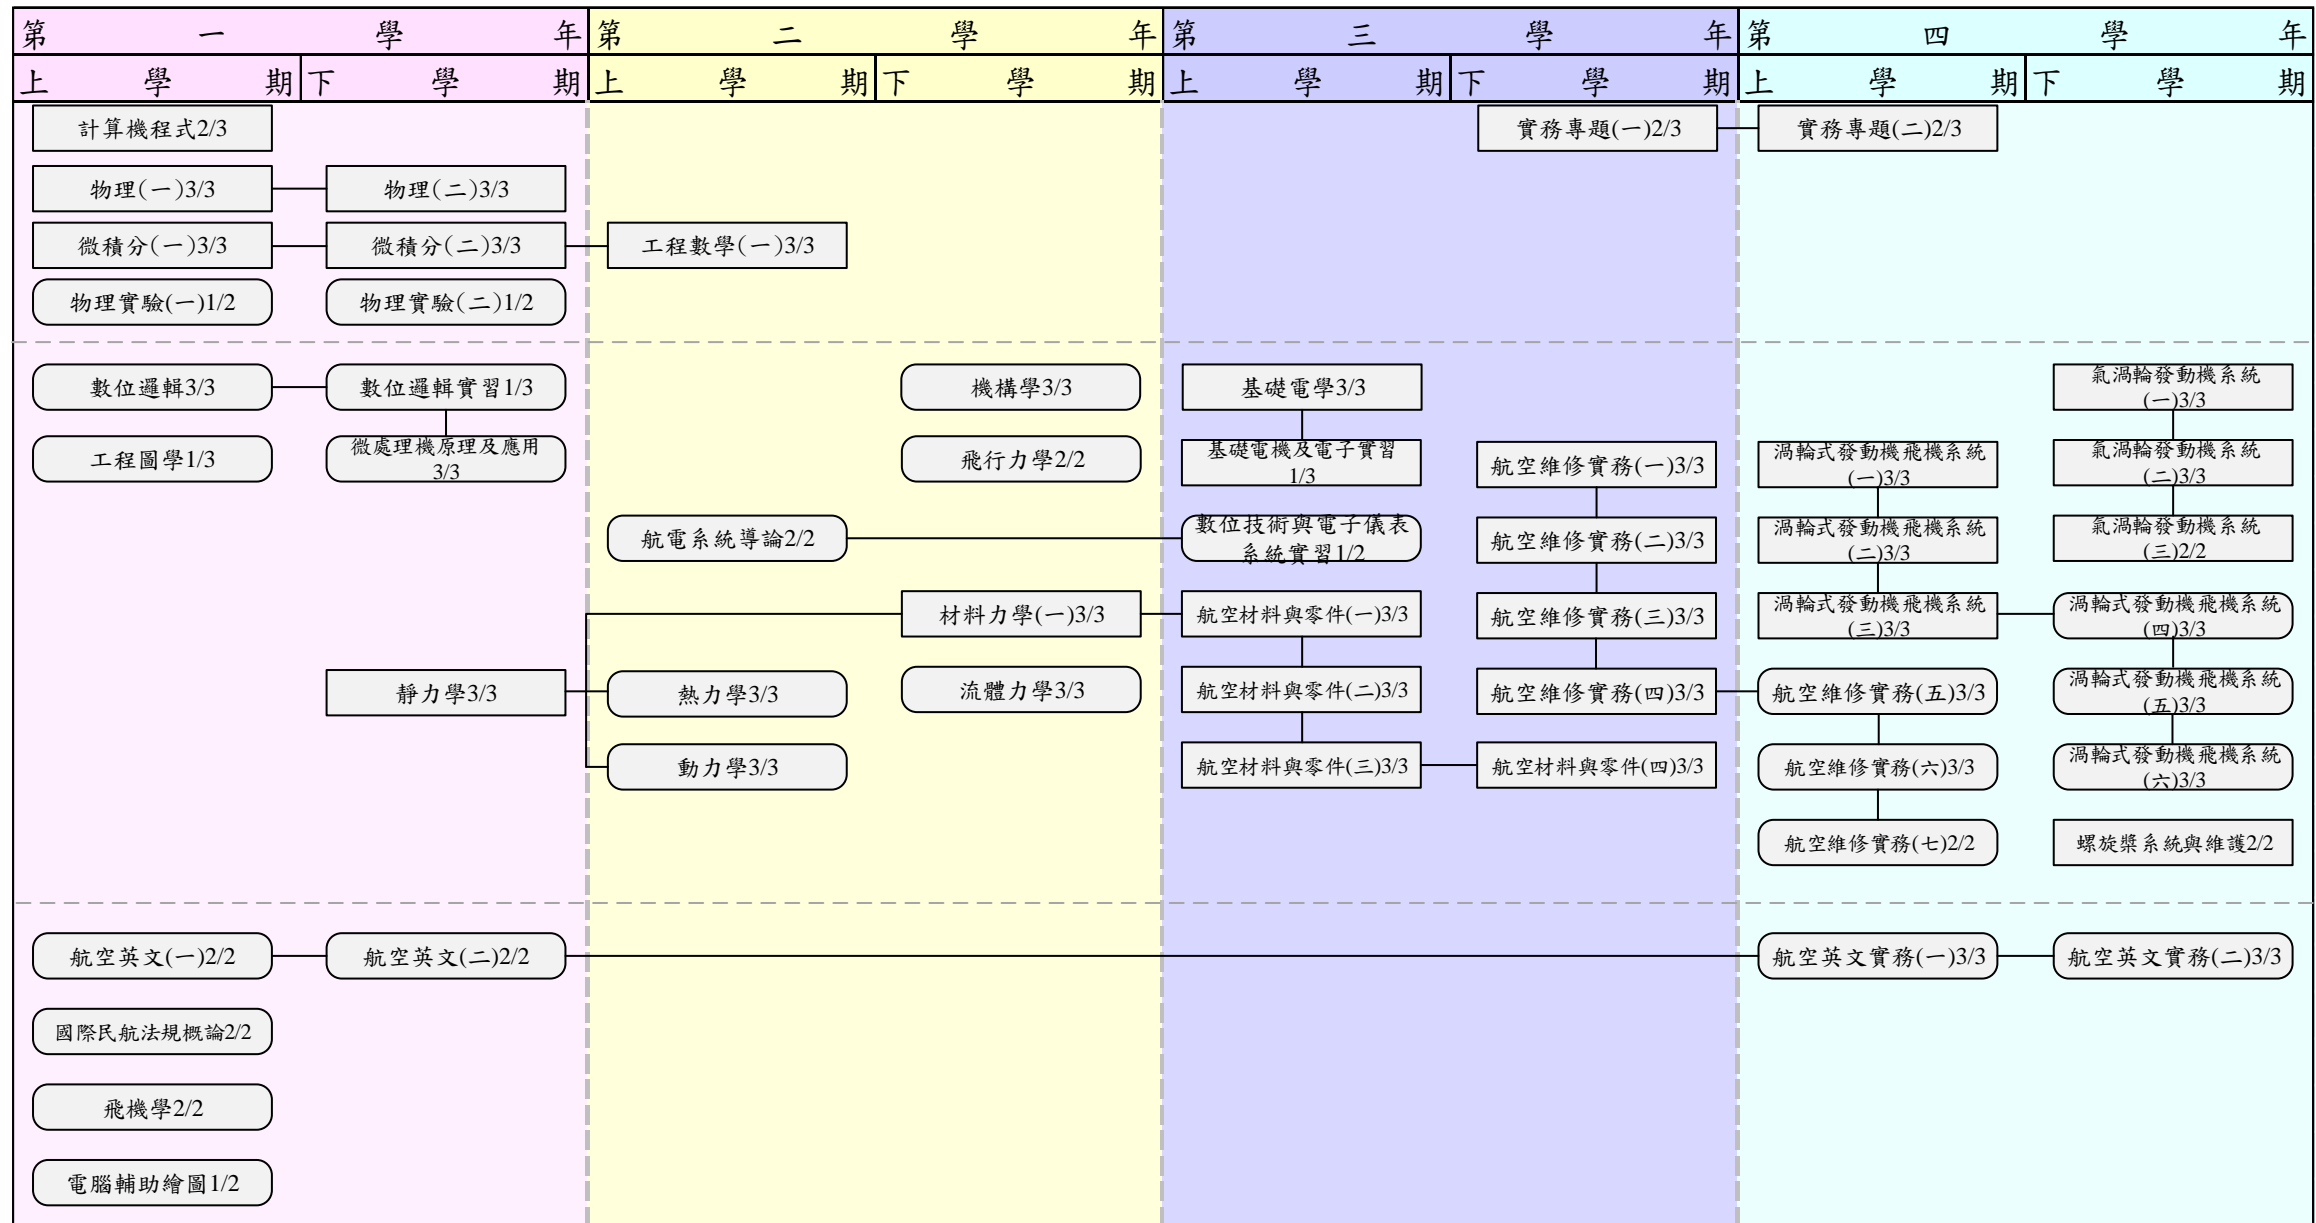 第一學年 第二學年 第三學年 第四學年
上學期 下學期 上學期 下學期 上學期 下學期 上學期 下學期
計算機程式2/3
實務專題(一)2/3
實務專題(二)2/3
物理(一)3/3
物理(二)3/3
微積分(一)3/3
微積分(二)3/3
工程數學(一)3/3
物理實驗(一)1/2
物理實驗(二)1/2
數位邏輯3/3
數位邏輯實習1/3
機構學3/3
基礎電學3/3
氣渦輪發動機系統
(一)3/3
工程圖學1/3
微處理機原理及應用
3/3
飛行力學2/2
基礎電機及電子實習
1/3
航空維修實務(一)3/3
渦輪式發動機飛機系統
(一)3/3
氣渦輪發動機系統
(二)3/3
航電系統導論2/2
數位技術與電子儀表
系統實習1/2
航空維修實務(二)3/3
渦輪式發動機飛機系統
(二)3/3
氣渦輪發動機系統
(三)2/2
材料力學(一)3/3
航空材料與零件(一)3/3
航空維修實務(三)3/3
渦輪式發動機飛機系統
(三)3/3
渦輪式發動機飛機系統
(四)3/3
靜力學3/3
熱力學3/3
流體力學3/3
航空材料與零件(二)3/3
航空維修實務(四)3/3
航空維修實務(五)3/3
渦輪式發動機飛機系統
(五)3/3
動力學3/3
航空材料與零件(三)3/3
航空材料與零件(四)3/3
航空維修實務(六)3/3
渦輪式發動機飛機系統
(六)3/3
航空維修實務(七)2/2
螺旋槳系統與維護2/2
航空英文(一)2/2
航空英文(二)2/2
航空英文實務(一)3/3
航空英文實務(二)3/3
國際民航法規概論2/2
飛機學2/2
電腦輔助繪圖1/2